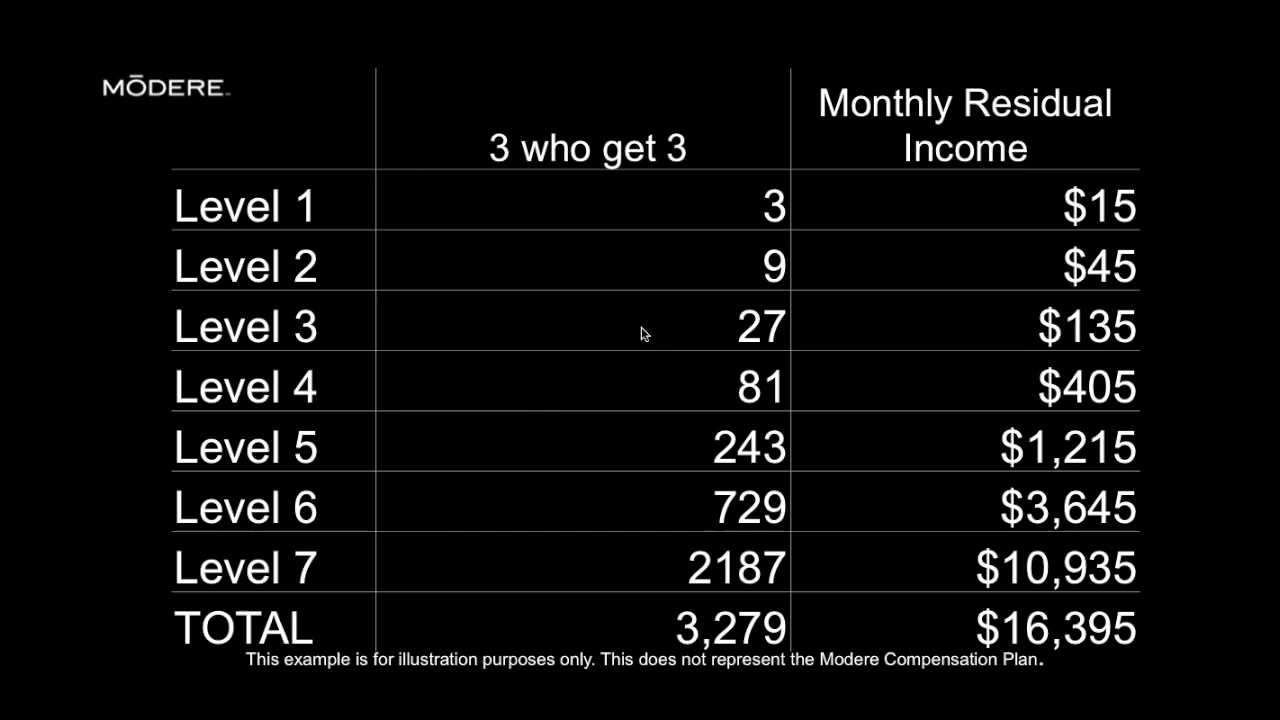 MŌDERE™
3 who get 3 Monthly Residual Income
Level 1 3 $15
Level 2 9 $45
Level 3 27 $135
Level 4 81 $405
Level 5 243 $1,215
Level 6 729 $3,645
Level 7 2187 $10,935
TOTAL 3,279 $16,395
This example is for illustration purposes only. This does not represent the Modere Compensation Plan.